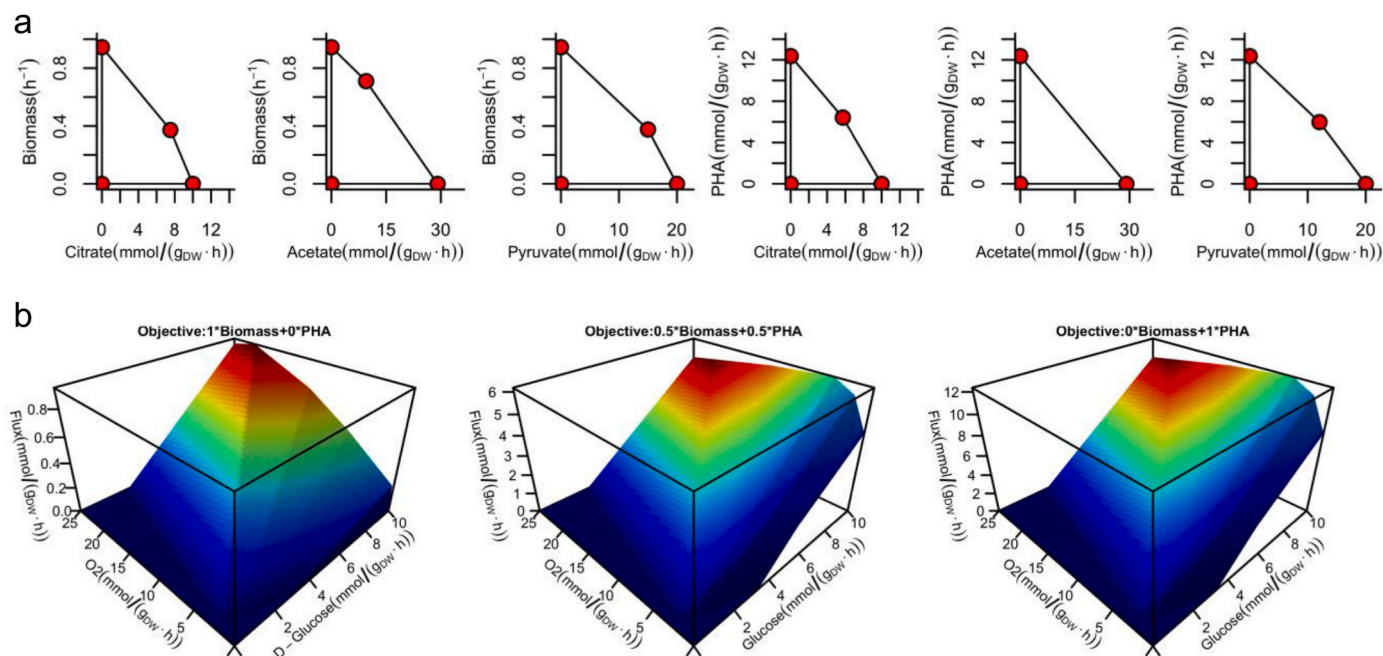 a
Biomass(h⁻¹)
0.0 0.4 0.8
0 4 8 12
Citrate(mmol/(gDW·h))
Biomass(h⁻¹)
0.0 0.4 0.8
0 15 30
Acetate(mmol/(gDW·h))
Biomass(h⁻¹)
0.0 0.4 0.8
0 10 20
Pyruvate(mmol/(gDW·h))
PHA(mmol/(gDW·h))
0 4 8 12
0 4 8 12
Citrate(mmol/(gDW·h))
PHA(mmol/(gDW·h))
0 4 8 12
0 15 30
Acetate(mmol/(gDW·h))
PHA(mmol/(gDW·h))
0 4 8 12
0 10 20
Pyruvate(mmol/(gDW·h))
b
Objective:1*Biomass+0*PHA
Flux(mmol/(gDW·h))
0.0 0.2 0.4 0.6 0.8
25 20 15 10 5
O2(mmol/(gDW·h))
2 4 6 8 10
D−Glucose(mmol/(gDW·h))
Objective:0.5*Biomass+0.5*PHA
Flux(mmol/(gDW·h))
0 1 2 3 4 5 6
25 20 15 10 5
O2(mmol/(gDW·h))
2 4 6 8 10
Glucose(mmol/(gDW·h))
Objective:0*Biomass+1*PHA
Flux(mmol/(gDW·h))
0 2 4 6 8 10 12
25 20 15 10 5
O2(mmol/(gDW·h))
2 4 6 8 10
Glucose(mmol/(gDW·h))